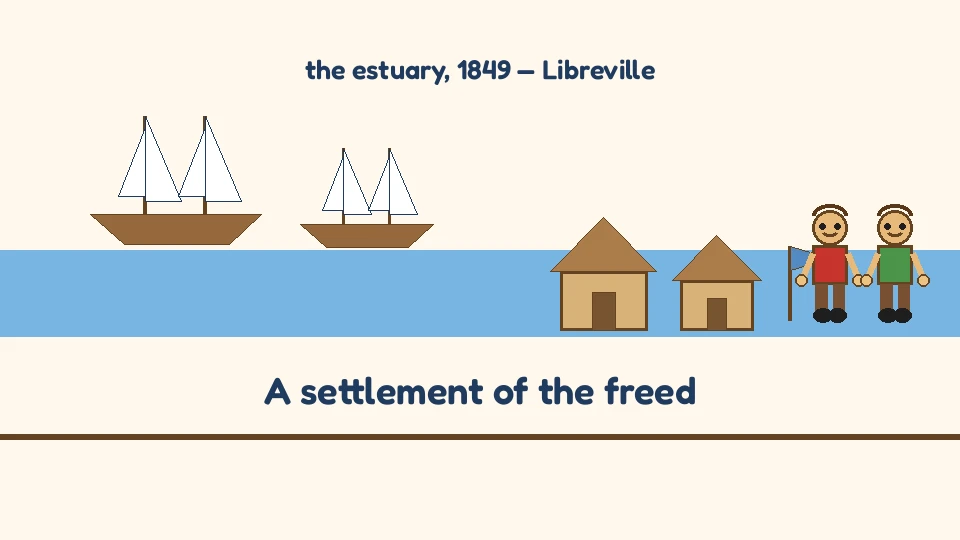 the estuary, 1849 – Libreville
A settlement of the freed